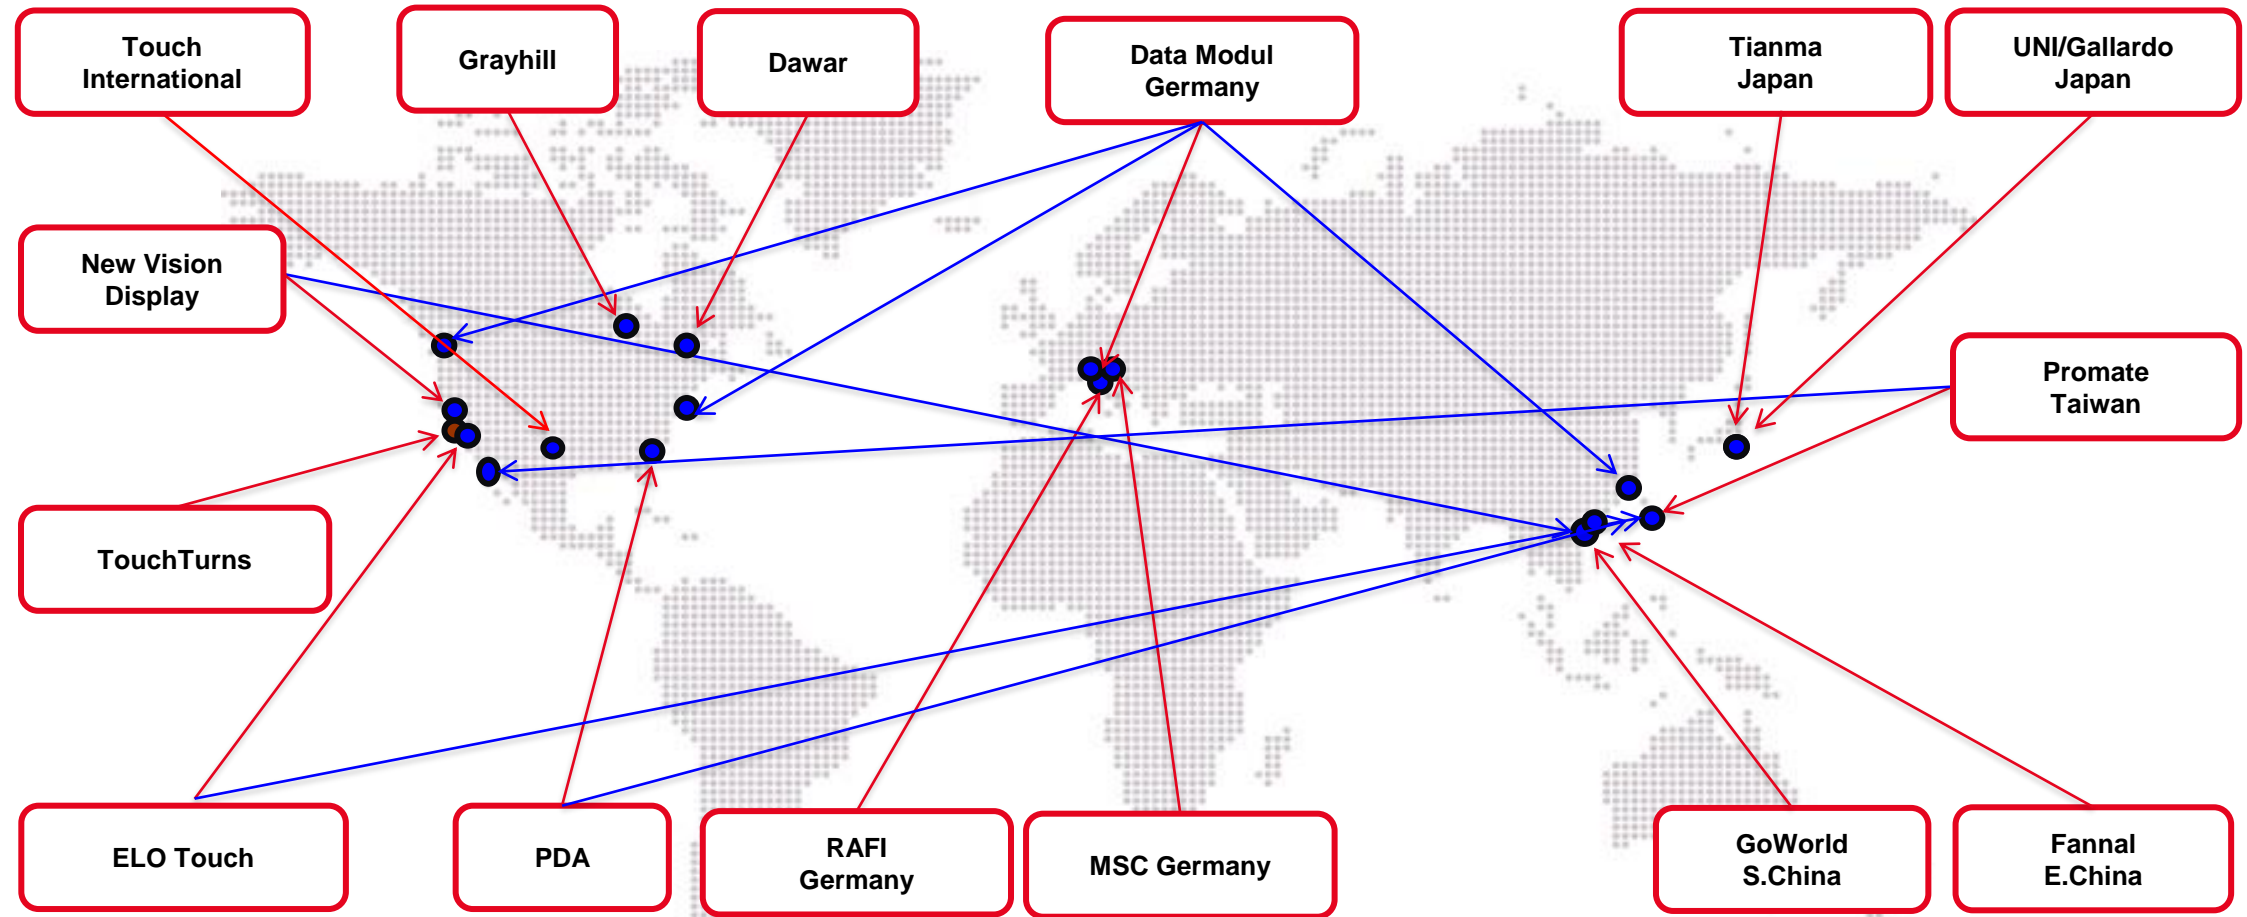 Touch
International
Grayhill
Dawar
Data Modul
Germany
Tianma
Japan
UNI/Gallardo
Japan
New Vision
Display
Promate
Taiwan
TouchTurns
ELO Touch
PDA
RAFI
Germany
MSC Germany
GoWorld
S.China
Fannal
E.China